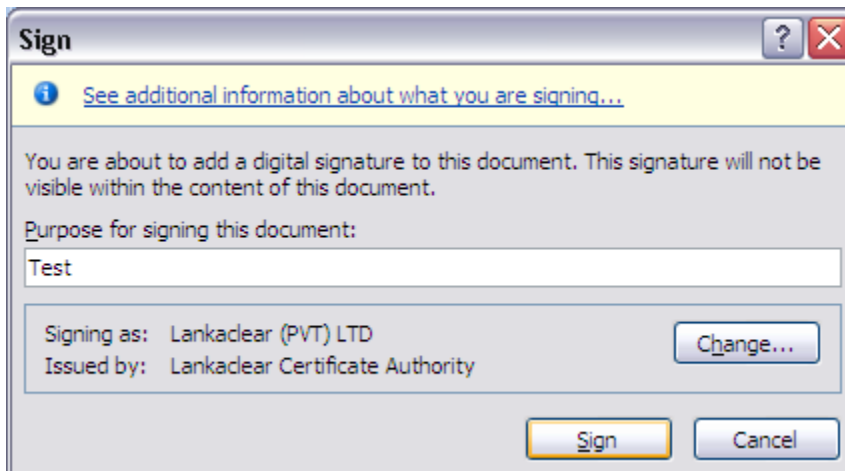 Sign
See additional information about what you are signing...
You are about to add a digital signature to this document. This signature will not be
visible within the content of this document.
Purpose for signing this document:
Test
Signing as: Lankaclear (PVT) LTD
Change...
Issued by: Lankaclear Certificate Authority
Sign Cancel